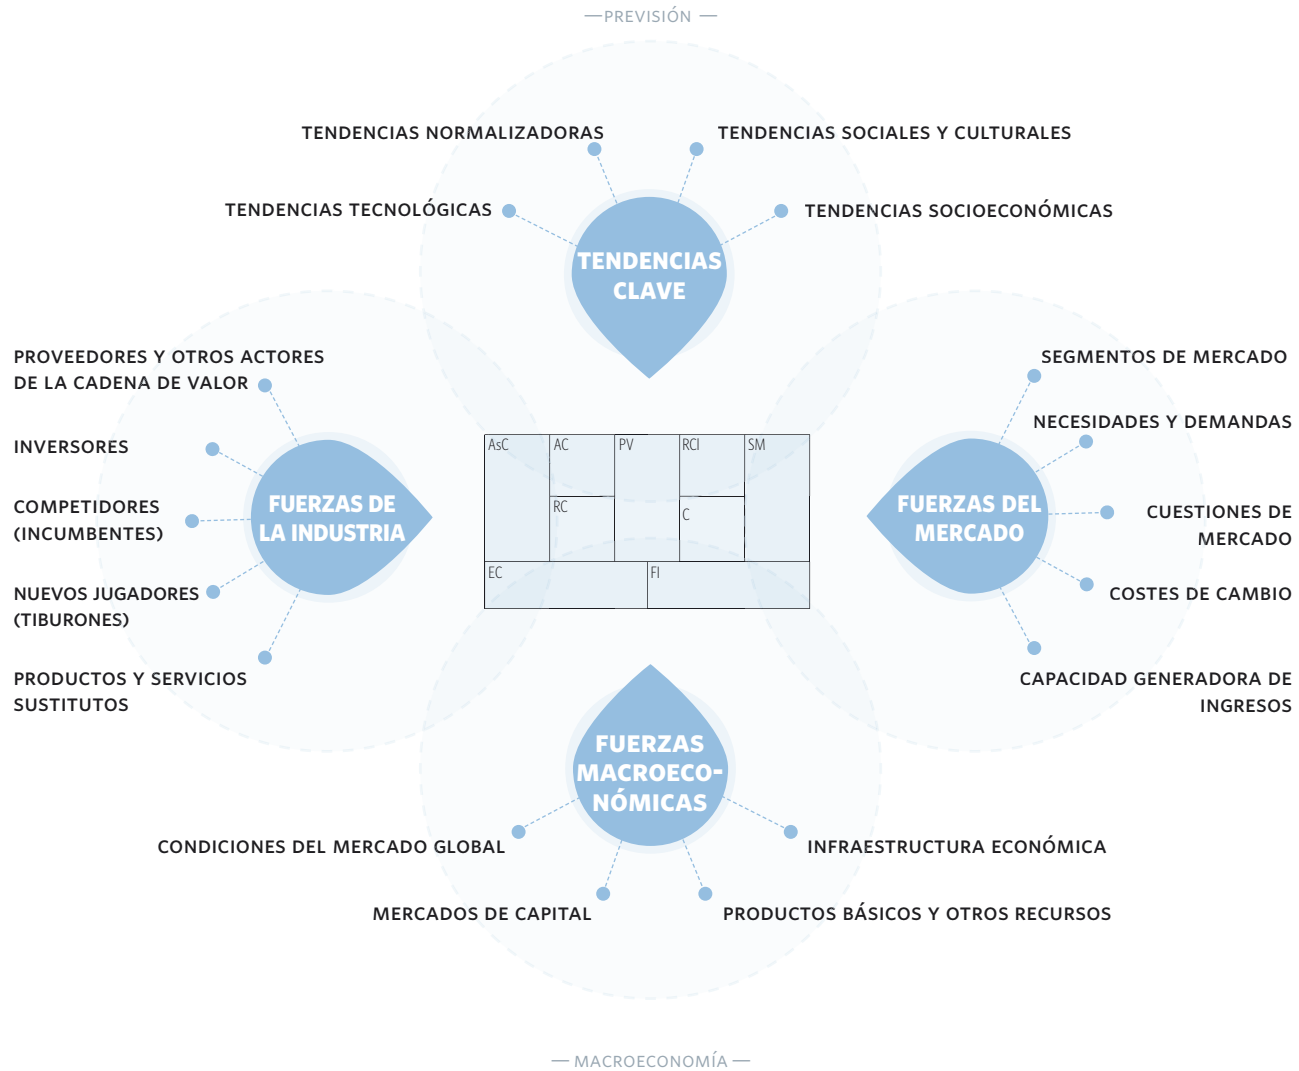 — PREVISIÓN —
TENDENCIAS NORMALIZADORAS
TENDENCIAS SOCIALES Y CULTURALES
TENDENCIAS TECNOLÓGICAS
TENDENCIAS SOCIOECONÓMICAS
TENDENCIAS
CLAVE
PROVEEDORES Y OTROS ACTORES
DE LA CADENA DE VALOR
INVERSORES
COMPETIDORES
(INCUMBENTES)
NUEVOS JUGADORES
(TIBURONES)
PRODUCTOS Y SERVICIOS
SUSTITUTOS
FUERZAS DE
LA INDUSTRIA
AsC
AC
PV
RCI
SM
RC
C
EC
FI
FUERZAS DEL
MERCADO
SEGMENTOS DE MERCADO
NECESIDADES Y DEMANDAS
CUESTIONES DE
MERCADO
COSTES DE CAMBIO
CAPACIDAD GENERADORA DE
INGRESOS
FUERZAS
MACROECO-
NÓMICAS
CONDICIONES DEL MERCADO GLOBAL
INFRAESTRUCTURA ECONÓMICA
MERCADOS DE CAPITAL
PRODUCTOS BÁSICOS Y OTROS RECURSOS
— MACROECONOMÍA —